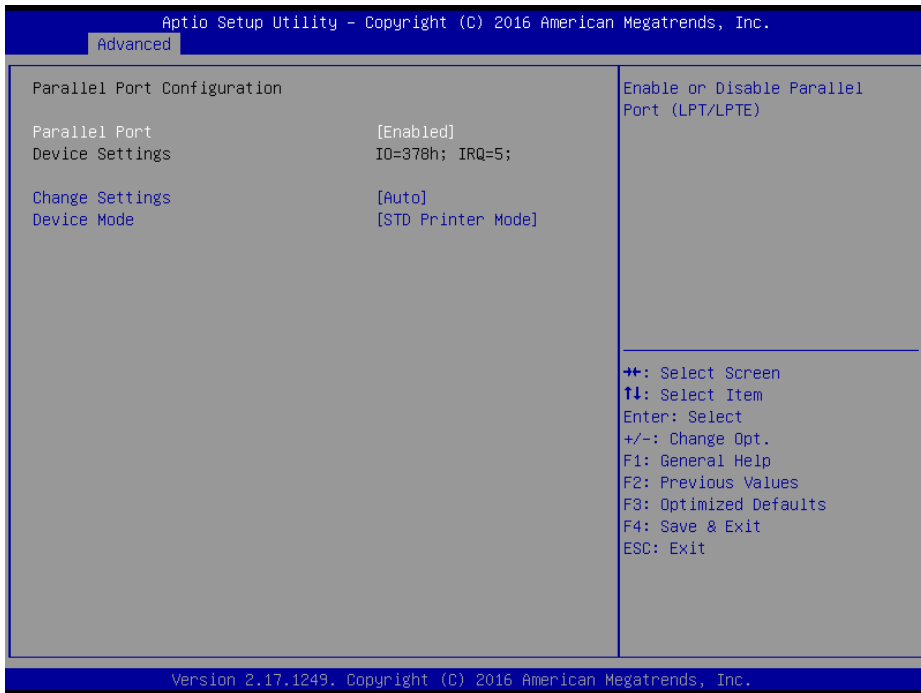 Aptio Setup Utility – Copyright (C) 2016 American Megatrends, Inc.
Advanced
Parallel Port Configuration
Parallel Port [Enabled]
Device Settings IO=378h; IRQ=5;
Change Settings [Auto]
Device Mode [STD Printer Mode]
Enable or Disable Parallel
Port (LPT/LPTE)
→←: Select Screen
↑↓: Select Item
Enter: Select
+/-: Change Opt.
F1: General Help
F2: Previous Values
F3: Optimized Defaults
F4: Save & Exit
ESC: Exit
Version 2.17.1249. Copyright (C) 2016 American Megatrends, Inc.